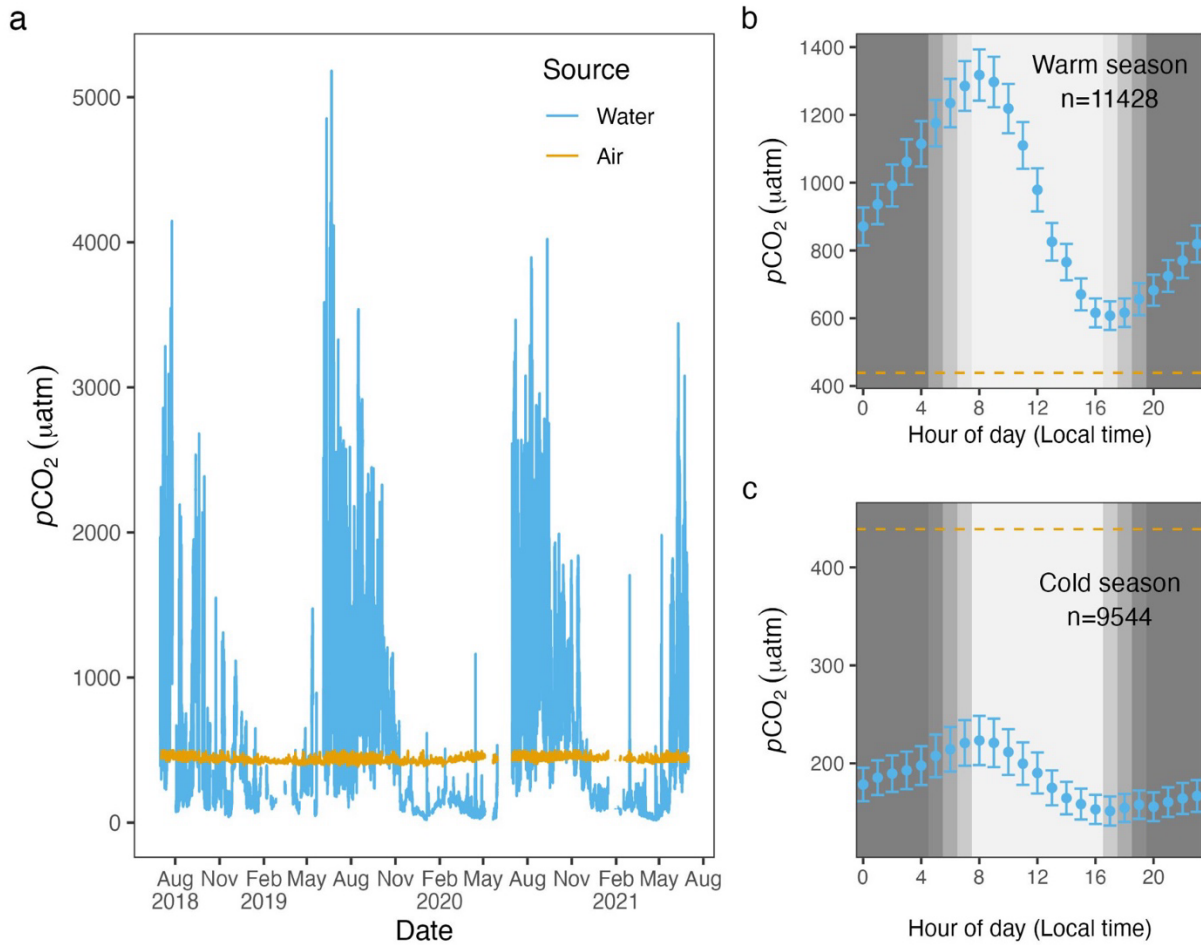 a
Source
Water
Air
pCO₂ (µatm)
5000
4000
3000
2000
1000
0
Aug Nov Feb May Aug Nov Feb May Aug Nov Feb May Aug
2018 2019 2020 2021
Date
b
Warm season
n=11428
pCO₂ (µatm)
1400
1200
1000
800
600
400
0 4 8 12 16 20
Hour of day (Local time)
c
Cold season
n=9544
pCO₂ (µatm)
400
300
200
0 4 8 12 16 20
Hour of day (Local time)